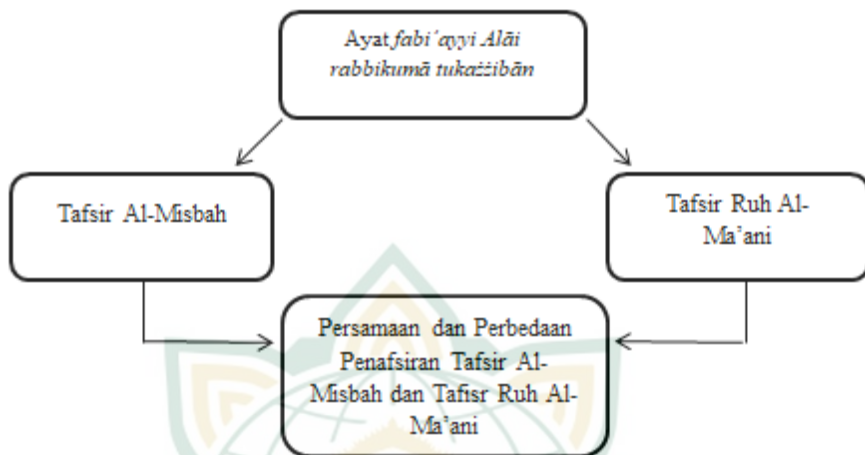 Ayat fabi´ayyi Alāi
rabbikumā tukażżibān
Tafsir Al-Misbah
Tafsir Ruh Al-
Ma’ani
Persamaan dan Perbedaan
Penafsiran Tafsir Al-
Misbah dan Tafisr Ruh Al-
Ma’ani